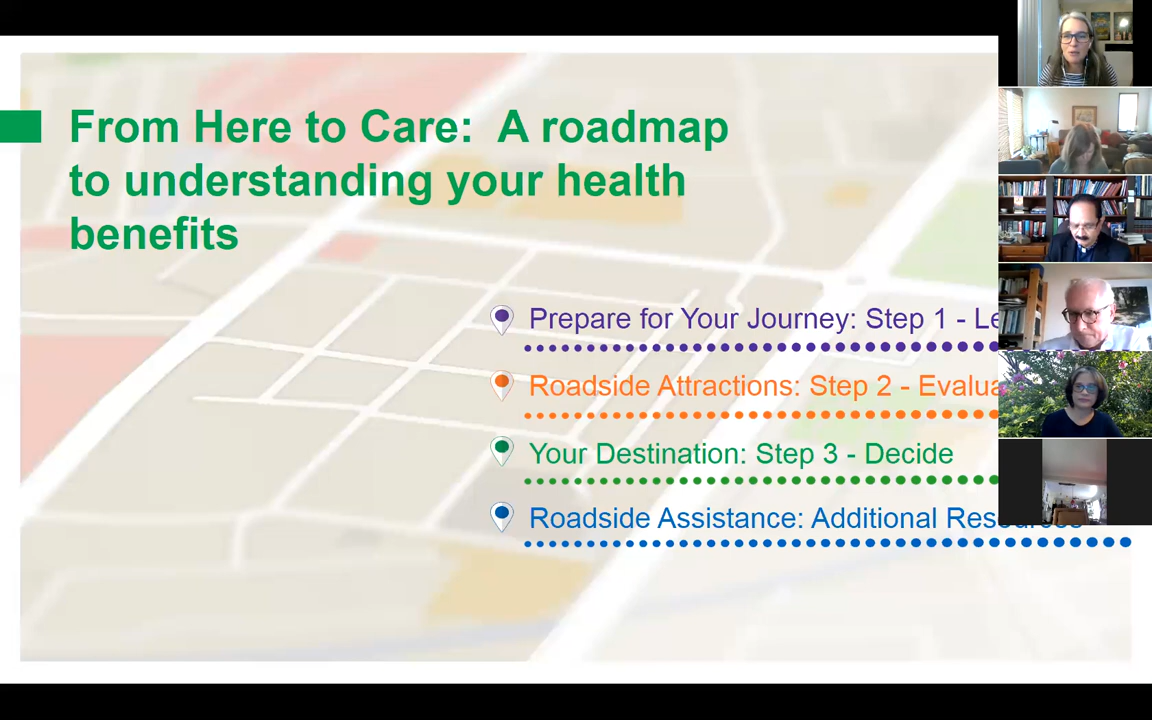 From Here to Care: A roadmap
to understanding your health
benefits
Prepare for Your Journey: Step 1 -
Roadside Attractions: Step 2 -
Your Destination: Step 3 - Decide
Roadside Assistance: Additional